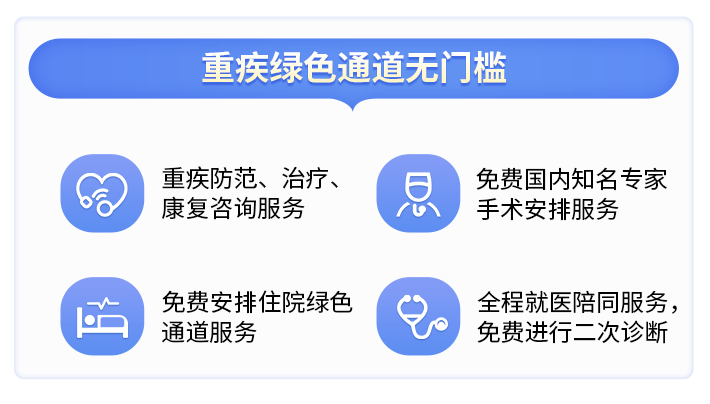 重疾绿色通道无门槛
重疾防范、治疗、
康复咨询服务
免费国内知名专家
手术安排服务
免费安排住院绿色
通道服务
全程就医陪同服务，
免费进行二次诊断